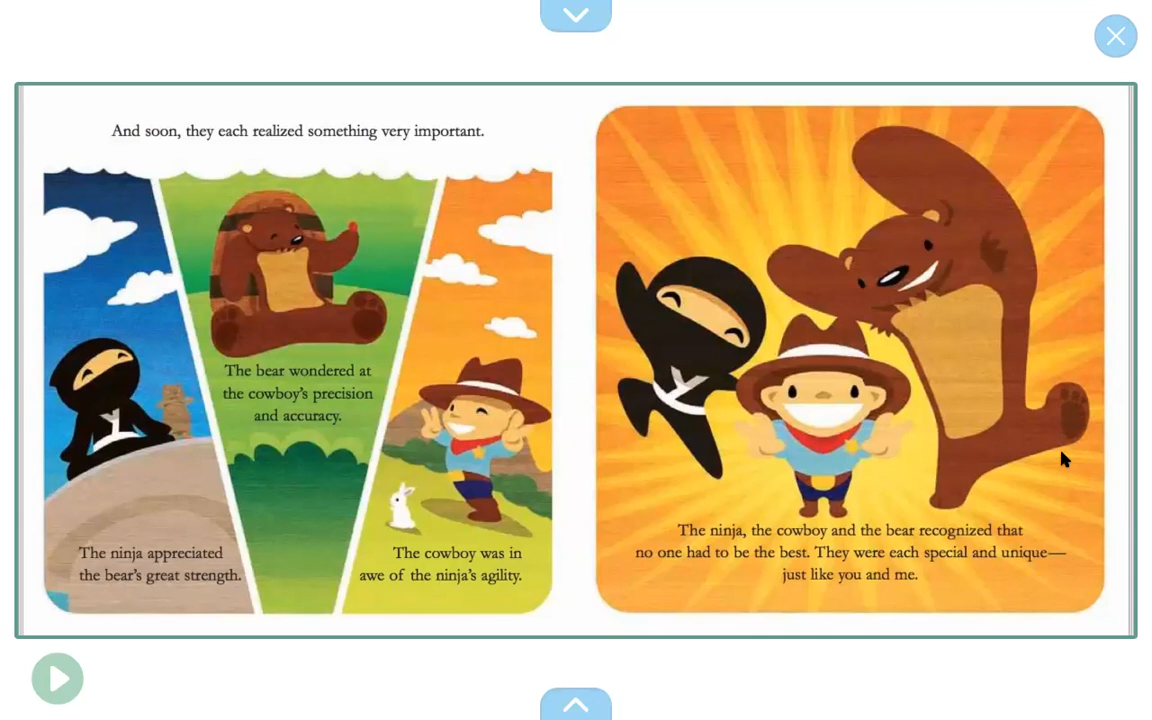 And soon, they each realized something very important.
The ninja appreciated
the bear's great strength.
The bear wondered at
the cowboy's precision
and accuracy.
The cowboy was in
awe of the ninja's agility.
The ninja, the cowboy and the bear recognized that
no one had to be the best. They were each special and unique—
just like you and me.